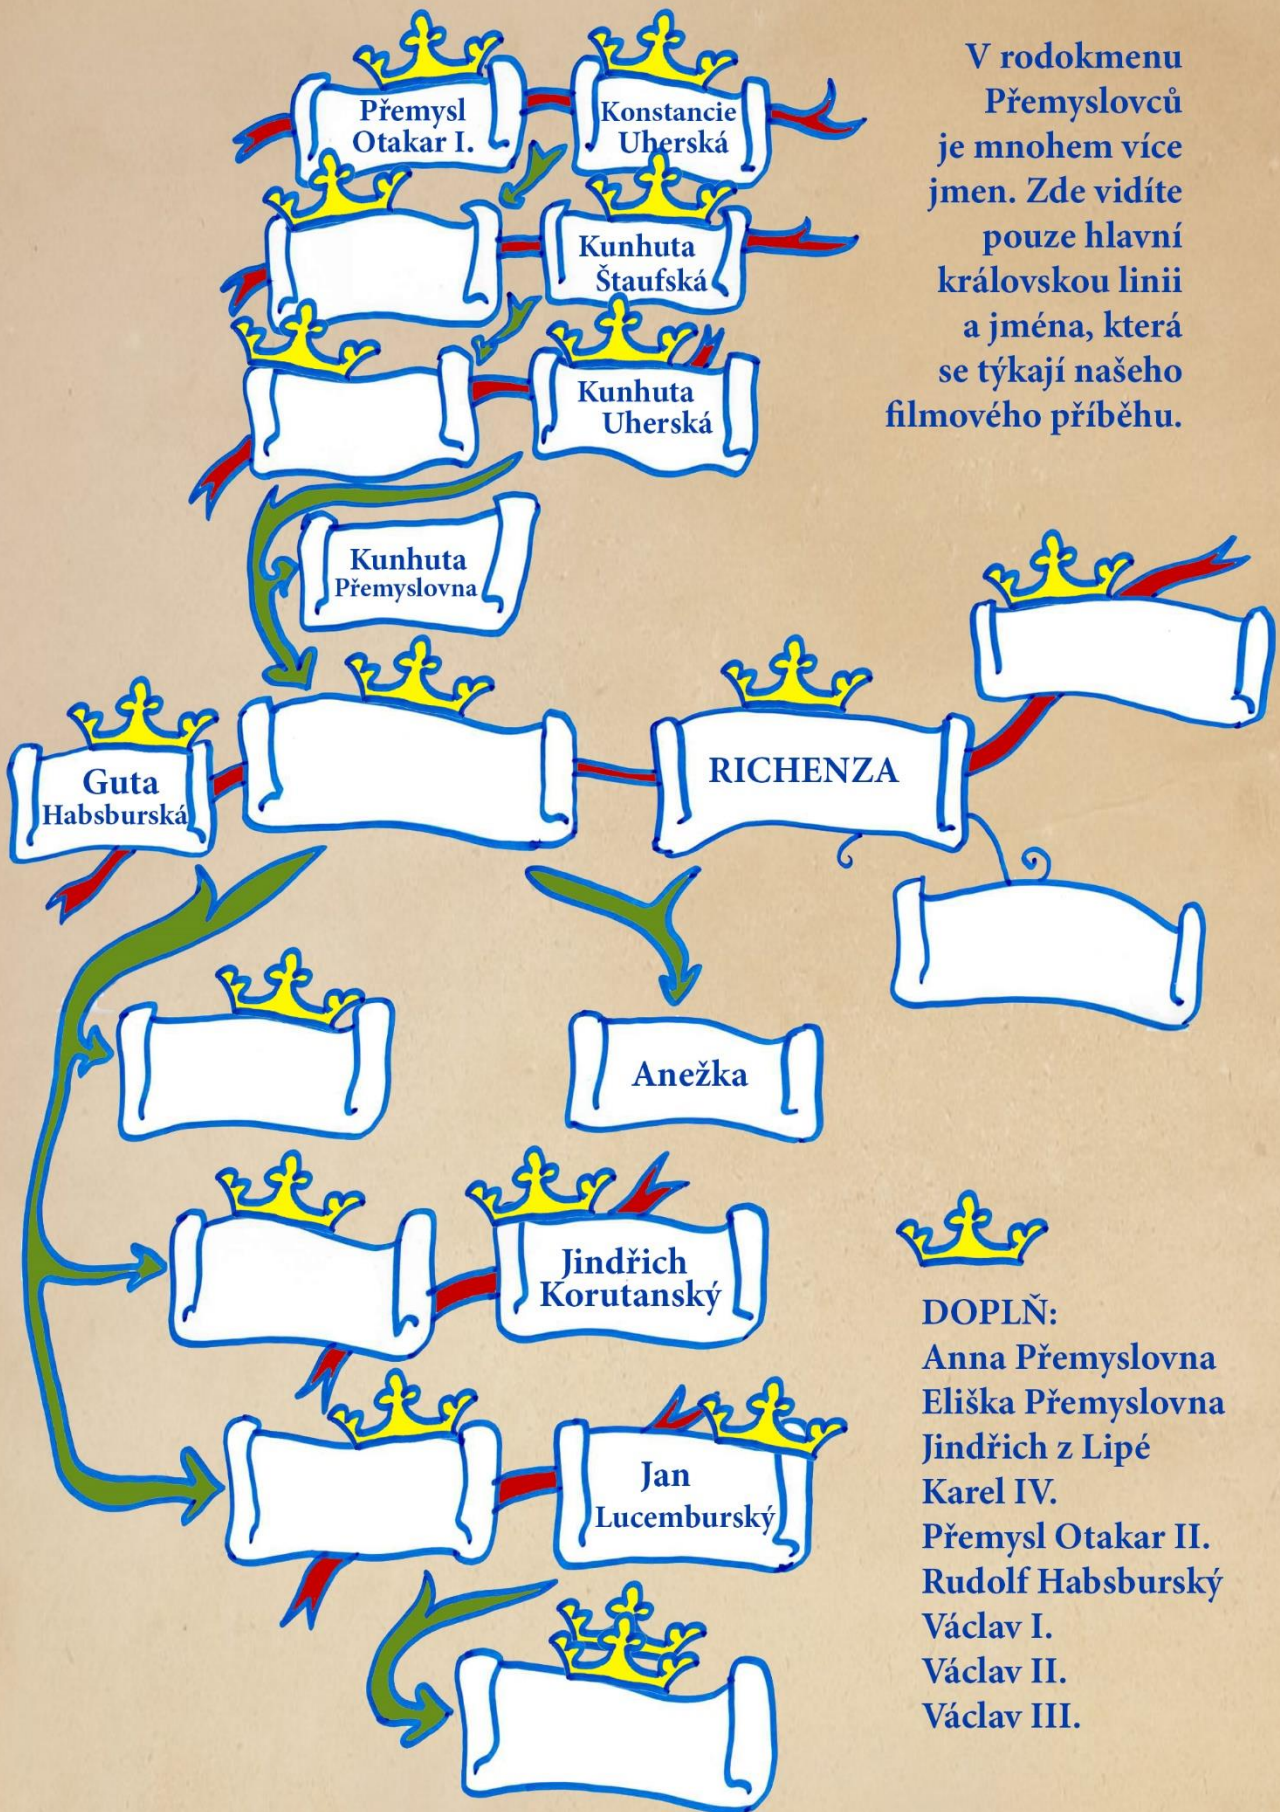 V rodokmenu
Přemyslovců
je mnohem více
jmen. Zde vidíte
pouze hlavní
královskou linii
a jména, která
se týkají našeho
filmového příběhu.
Přemysl
Otakar I.
Konstancie
Uherská
Kunhuta
Štaufská
Kunhuta
Uherská
Kunhuta
Přemyslovna
Guta
Habsburská
RICHENZA
Anežka
Jindřich
Korutanský
Jan
Lucemburský
DOPLŇ:
Anna Přemyslovna
Eliška Přemyslovna
Jindřich z Lipé
Karel IV.
Přemysl Otakar II.
Rudolf Habsburský
Václav I.
Václav II.
Václav III.